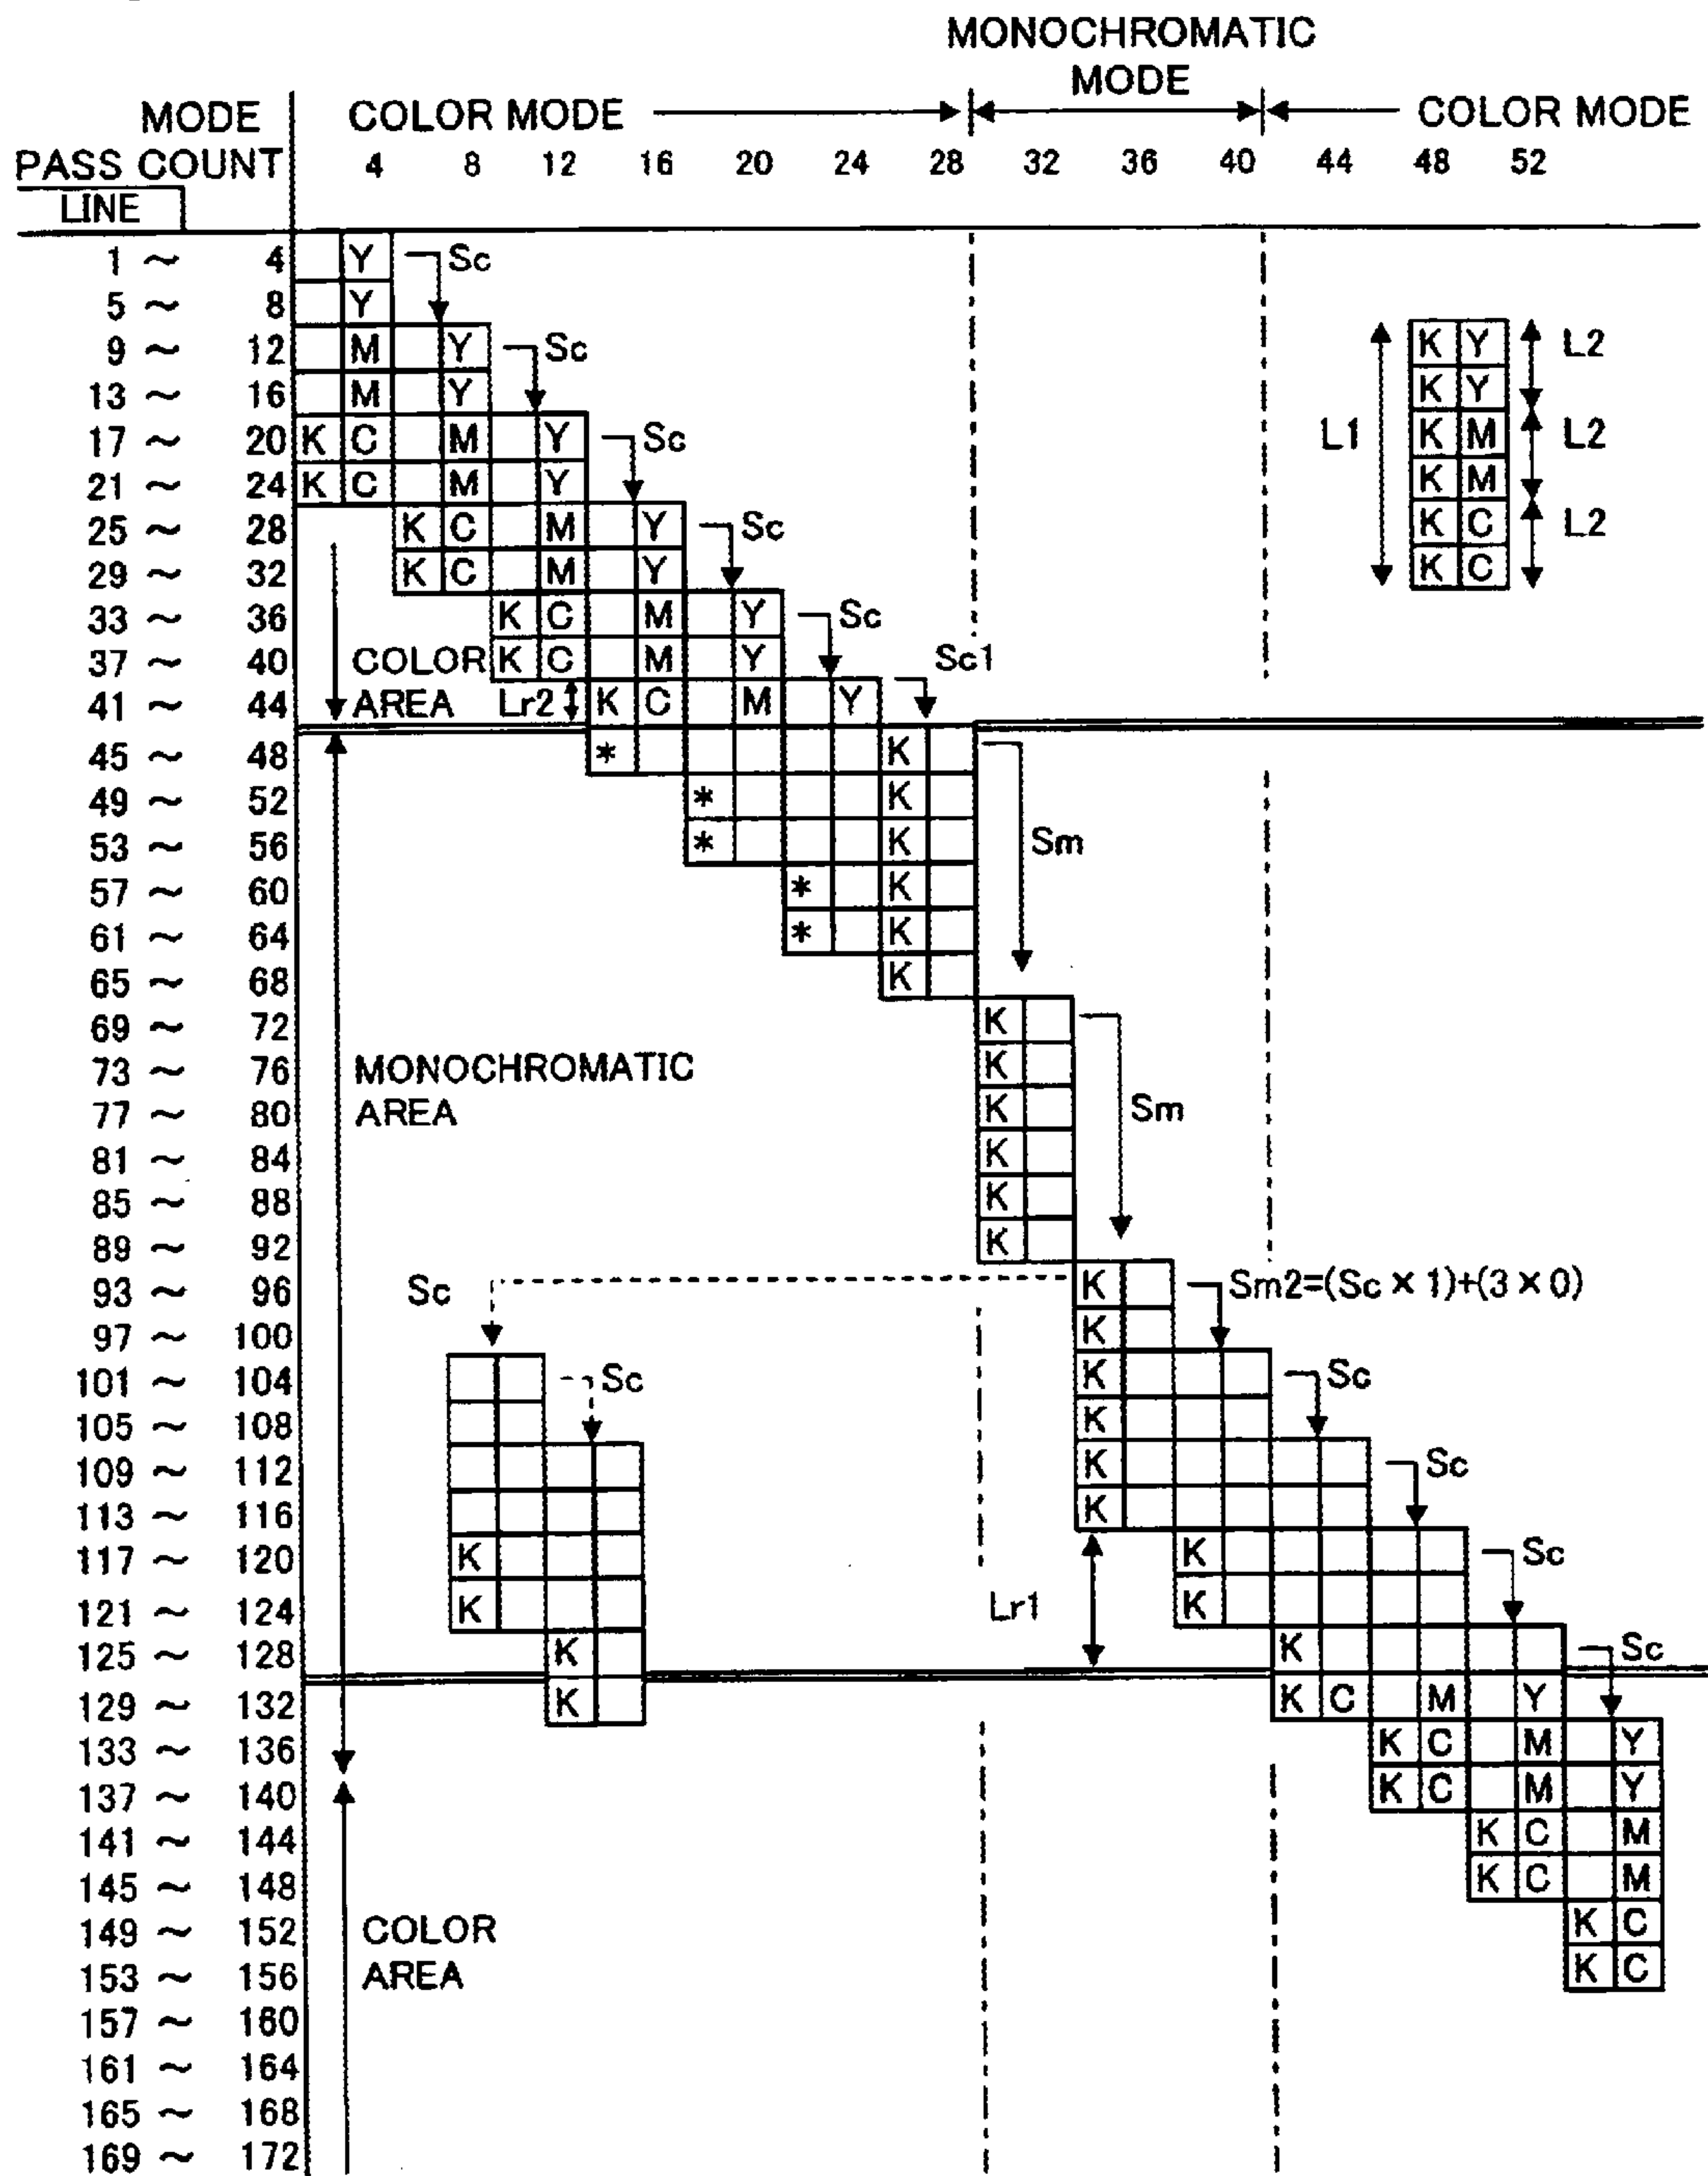 MONOCHROMATIC
MODE
MODE COLOR MODE COLOR MODE
PASS COUNT 4 8 12 16 20 24 28 32 36 40 44 48 52
LINE
1 ~ 4 Y Sc
5 ~ 8 Y
9 ~ 12 M Y Sc K Y L2
13 ~ 16 M Y K Y
17 ~ 20 K C M Y Sc L1 K M L2
21 ~ 24 K C M Y K M
25 ~ 28 K C M Y Sc K C L2
29 ~ 32 K C M Y K C
33 ~ 36 K C M Y Sc
37 ~ 40 COLOR K C M Y Sc1
41 ~ 44 AREA Lr2 K C M Y
45 ~ 48 * K
49 ~ 52 * K
53 ~ 56 * K Sm
57 ~ 60 * K
61 ~ 64 * K
65 ~ 68 K
69 ~ 72 K
73 ~ 76 MONOCHROMATIC K
77 ~ 80 AREA K Sm
81 ~ 84 K
85 ~ 88 K
89 ~ 92 K
93 ~ 96 Sc K Sm2=(Sc × 1)+(3 × 0)
97 ~ 100 K
101 ~ 104 Sc K Sc
105 ~ 108 K
109 ~ 112 K Sc
113 ~ 116 K
117 ~ 120 K K Sc
121 ~ 124 K Lr1 K
125 ~ 128 K K Sc
129 ~ 132 K K C M Y
133 ~ 136 K C M Y
137 ~ 140 K C M Y
141 ~ 144 K C M
145 ~ 148 K C M
149 ~ 152 COLOR K C
153 ~ 156 AREA K C
157 ~ 160
161 ~ 164
165 ~ 168
169 ~ 172